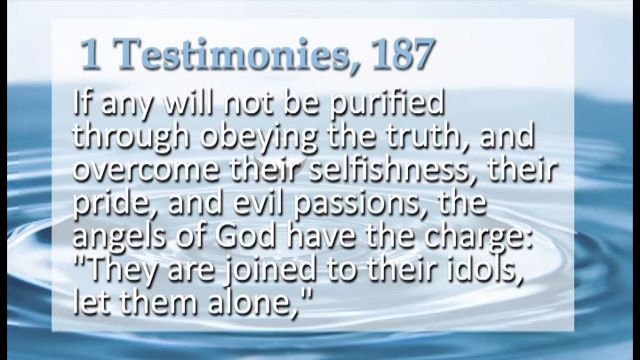 1 Testimonies, 187
If any will not be purified
through obeying the truth, and
overcome their selfishness, their
pride, and evil passions, the
angels of God have the charge:
"They are joined to their idols,
let them alone,"